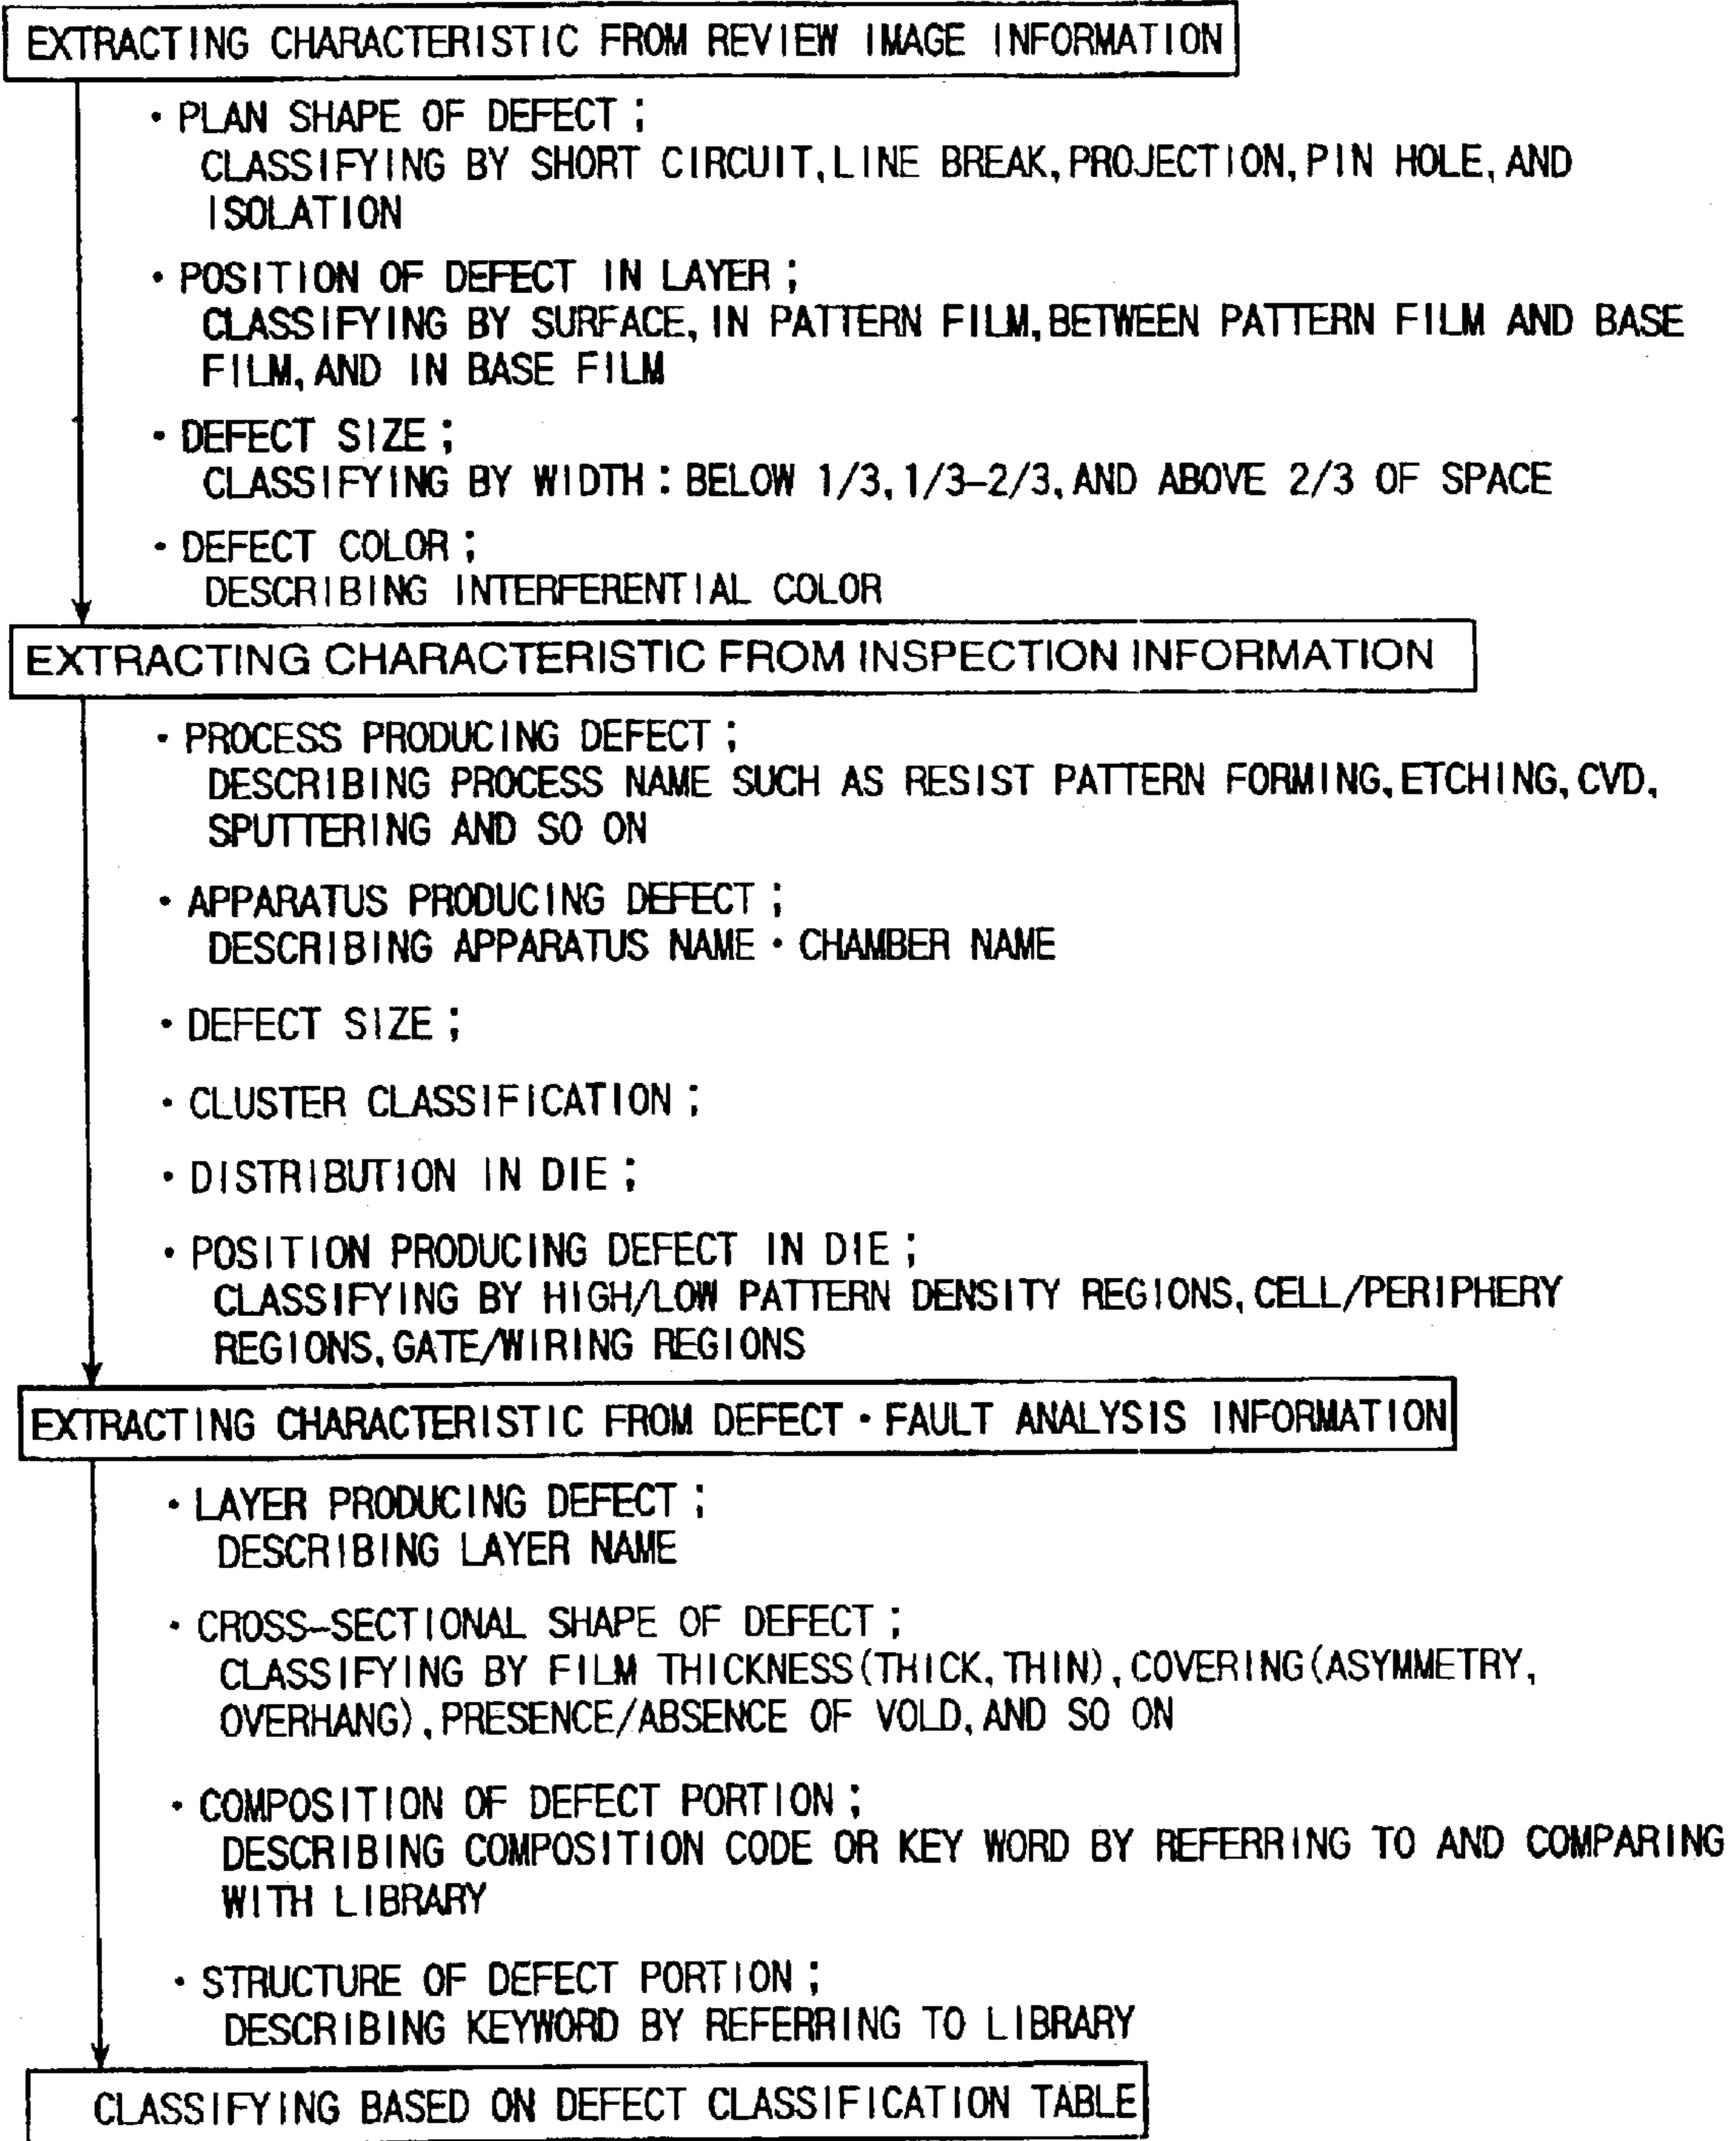 EXTRACTING CHARACTERISTIC FROM REVIEW IMAGE INFORMATION
・PLAN SHAPE OF DEFECT;
CLASSIFYING BY SHORT CIRCUIT, LINE BREAK, PROJECTION, PIN HOLE, AND
ISOLATION
・POSITION OF DEFECT IN LAYER;
CLASSIFYING BY SURFACE, IN PATTERN FILM, BETWEEN PATTERN FILM AND BASE
FILM, AND IN BASE FILM
・DEFECT SIZE;
CLASSIFYING BY WIDTH: BELOW 1/3, 1/3-2/3, AND ABOVE 2/3 OF SPACE
・DEFECT COLOR;
DESCRIBING INTERFERENTIAL COLOR
EXTRACTING CHARACTERISTIC FROM INSPECTION INFORMATION
・PROCESS PRODUCING DEFECT;
DESCRIBING PROCESS NAME SUCH AS RESIST PATTERN FORMING, ETCHING, CVD,
SPUTTERING AND SO ON
・APPARATUS PRODUCING DEFECT;
DESCRIBING APPARATUS NAME・CHAMBER NAME
・DEFECT SIZE;
・CLUSTER CLASSIFICATION;
・DISTRIBUTION IN DIE;
・POSITION PRODUCING DEFECT IN DIE;
CLASSIFYING BY HIGH/LOW PATTERN DENSITY REGIONS, CELL/PERIPHERY
REGIONS, GATE/WIRING REGIONS
EXTRACTING CHARACTERISTIC FROM DEFECT・FAULT ANALYSIS INFORMATION
・LAYER PRODUCING DEFECT;
DESCRIBING LAYER NAME
・CROSS-SECTIONAL SHAPE OF DEFECT;
CLASSIFYING BY FILM THICKNESS(THICK, THIN), COVERING(ASYMMETRY,
OVERHANG), PRESENCE/ABSENCE OF VOLD, AND SO ON
・COMPOSITION OF DEFECT PORTION;
DESCRIBING COMPOSITION CODE OR KEY WORD BY REFERRING TO AND COMPARING
WITH LIBRARY
・STRUCTURE OF DEFECT PORTION;
DESCRIBING KEYWORD BY REFERRING TO LIBRARY
CLASSIFYING BASED ON DEFECT CLASSIFICATION TABLE